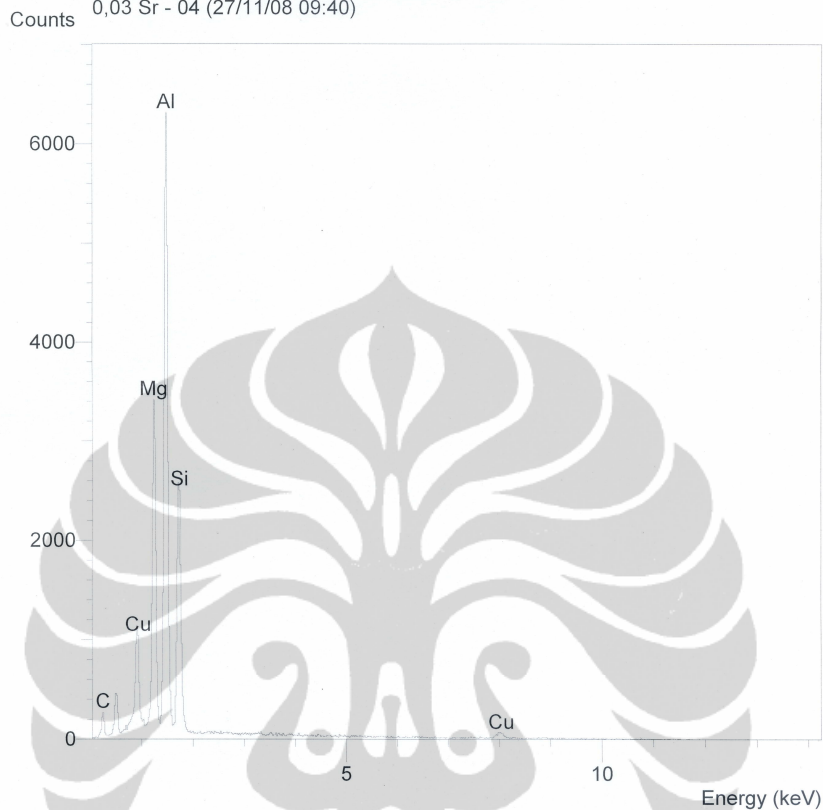 0,03 Sr - 04 (27/11/08 09:40)
Counts
Al
6000
4000
Mg
Si
2000
Cu
C
Cu
0
5
10
Energy (keV)